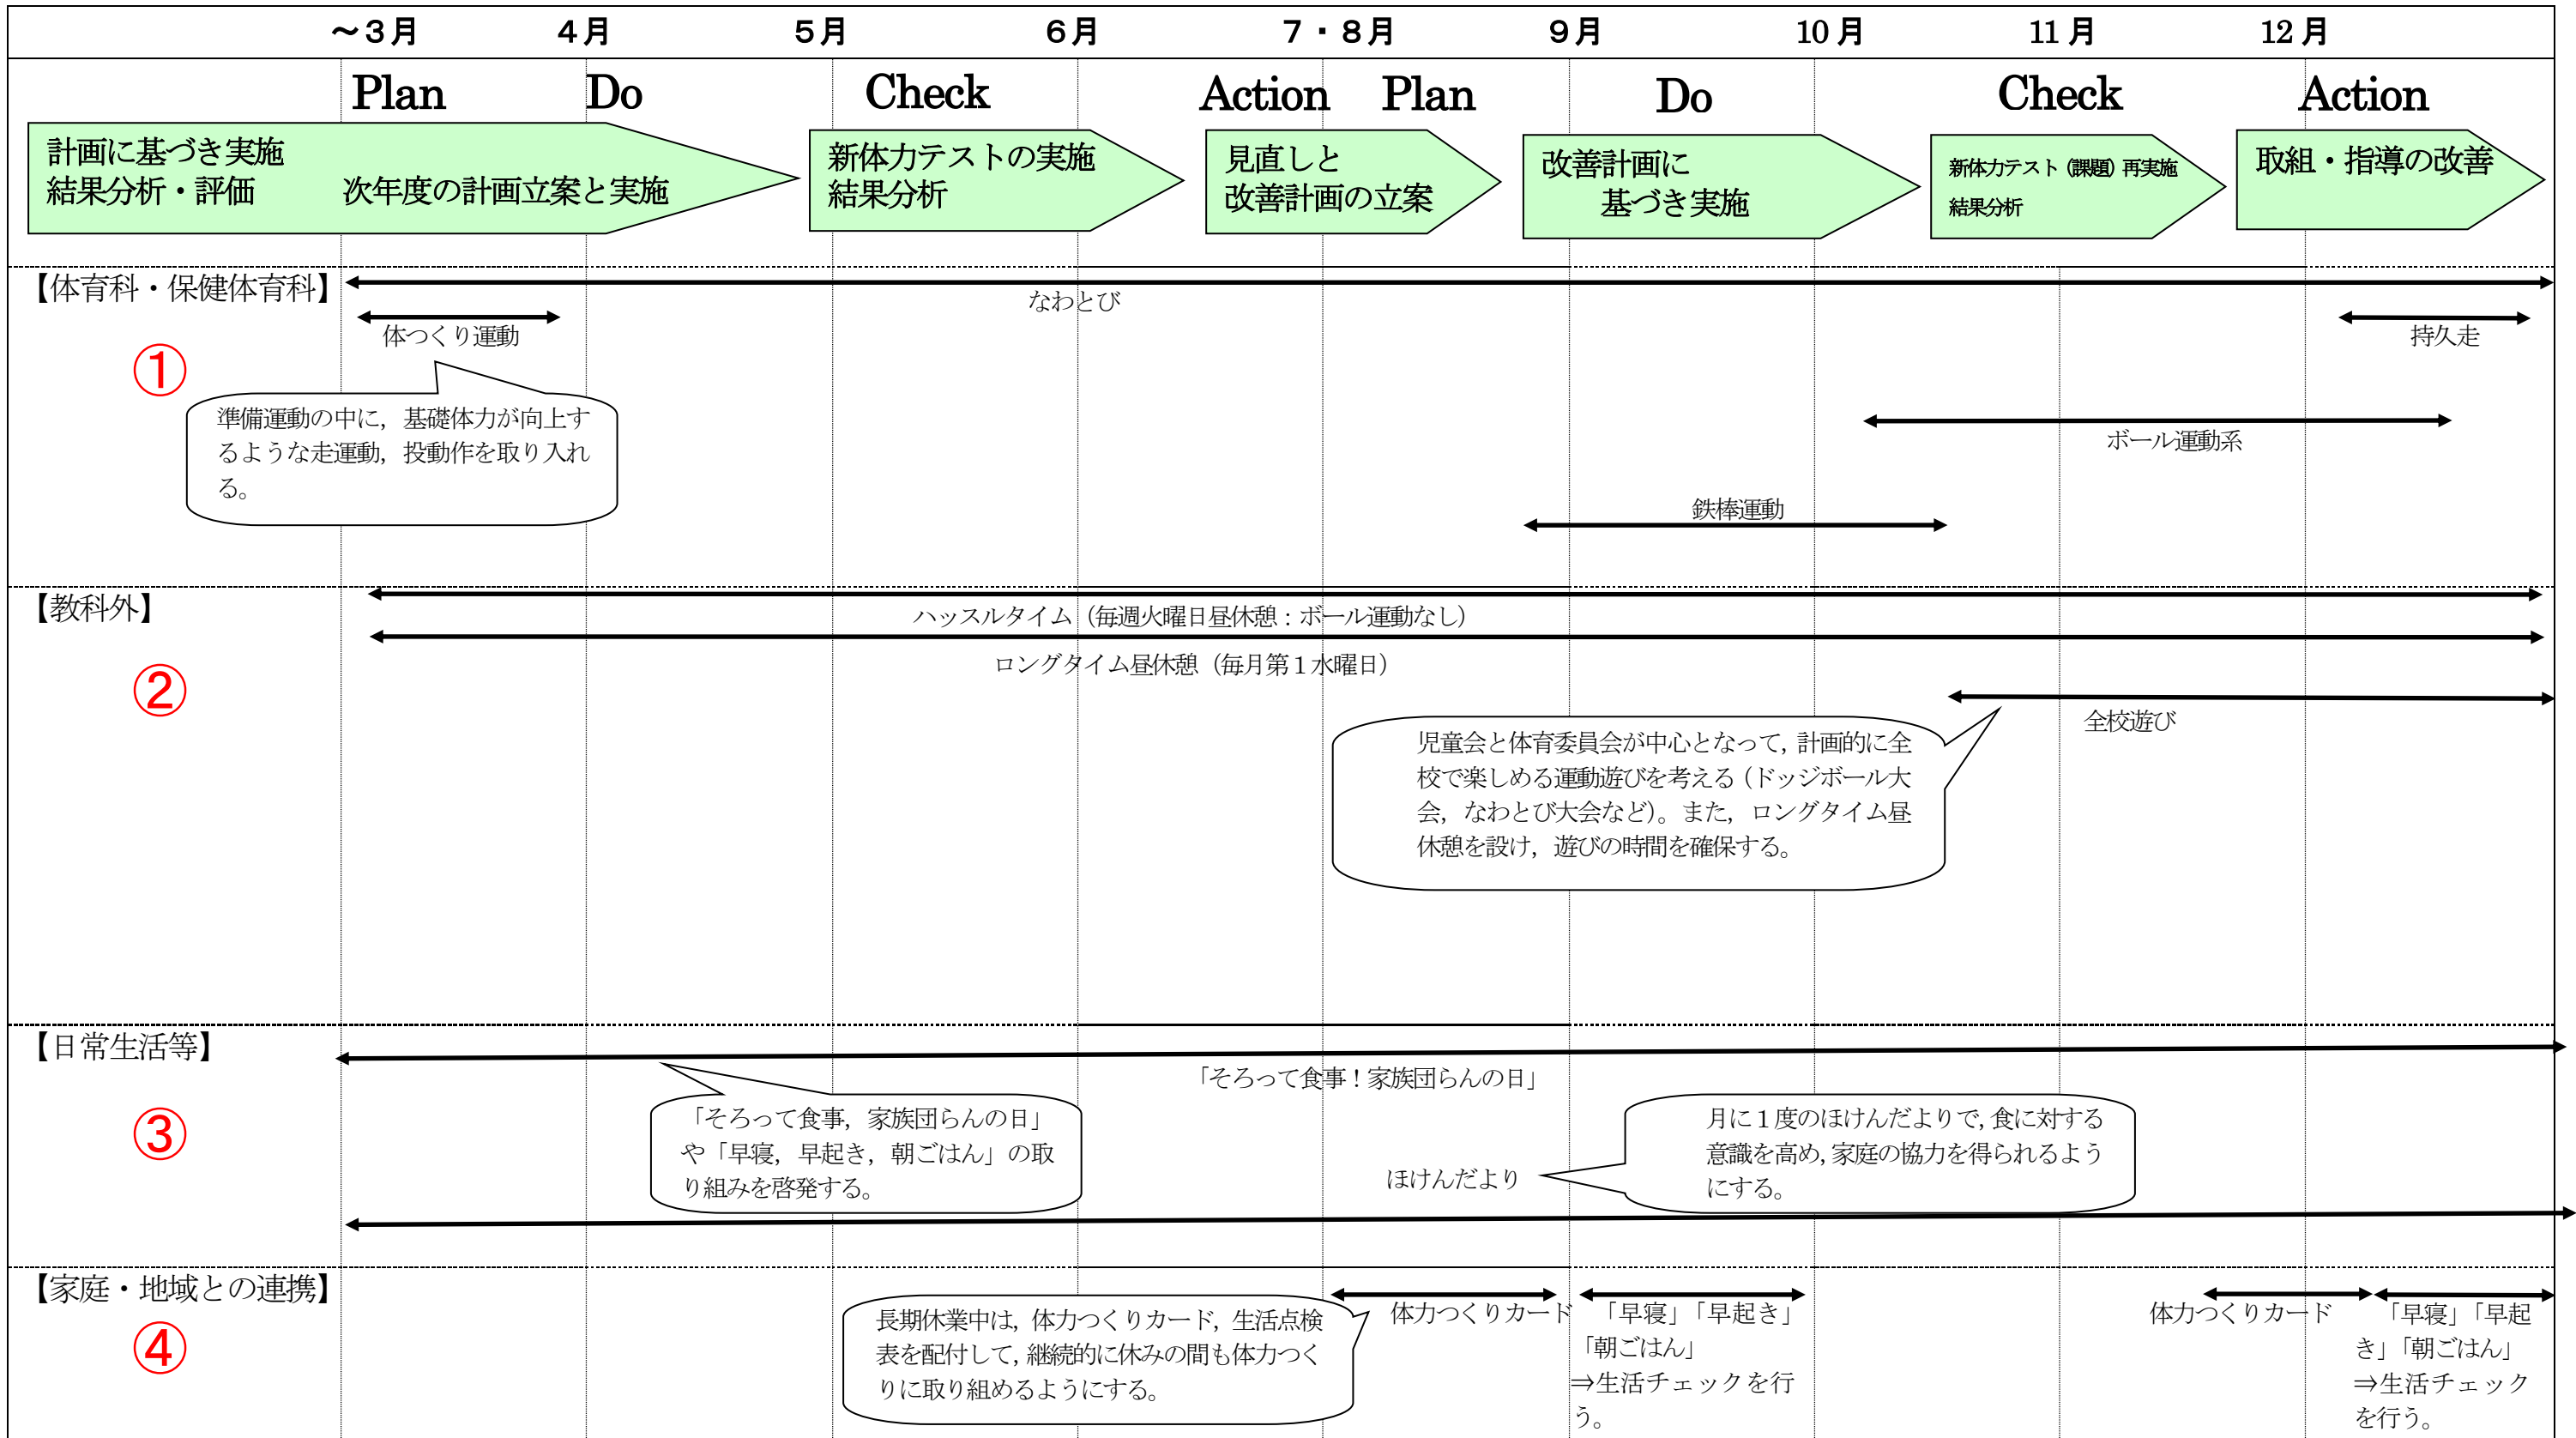 ～３月
４月
５月
６月
７・８月
９月
10 月
11 月
12 月
Plan
Do
Check
Action
Plan
Do
Check
Action
計画に基づき実施
結果分析・評価　　　次年度の計画立案と実施
新体力テストの実施
結果分析
見直しと
改善計画の立案
改善計画に
基づき実施
新体力テスト（課題）再実施
結果分析
取組・指導の改善
【体育科・保健体育科】
①
なわとび
体つくり運動
持久走
準備運動の中に，基礎体力が向上す
るような走運動，投動作を取り入れ
る。
ボール運動系
鉄棒運動
【教科外】
②
ハッスルタイム（毎週火曜日昼休憩：ボール運動なし）
ロングタイム昼休憩（毎月第１水曜日）
全校遊び
児童会と体育委員会が中心となって，計画的に全
校で楽しめる運動遊びを考える（ドッジボール大
会，なわとび大会など）。また，ロングタイム昼
休憩を設け，遊びの時間を確保する。
【日常生活等】
③
「そろって食事！家族団らんの日」
「そろって食事，家族団らんの日」
や「早寝，早起き，朝ごはん」の取
り組みを啓発する。
ほけんだより
月に１度のほけんだよりで，食に対する
意識を高め，家庭の協力を得られるよう
にする。
【家庭・地域との連携】
④
長期休業中は，体力つくりカード，生活点検
表を配付して，継続的に休みの間も体力つく
りに取り組めるようにする。
体力つくりカード
「早寝」「早起き」
「朝ごはん」
⇒生活チェックを行
う。
体力つくりカード
「早寝」「早起
き」「朝ごはん」
⇒生活チェック
を行う。